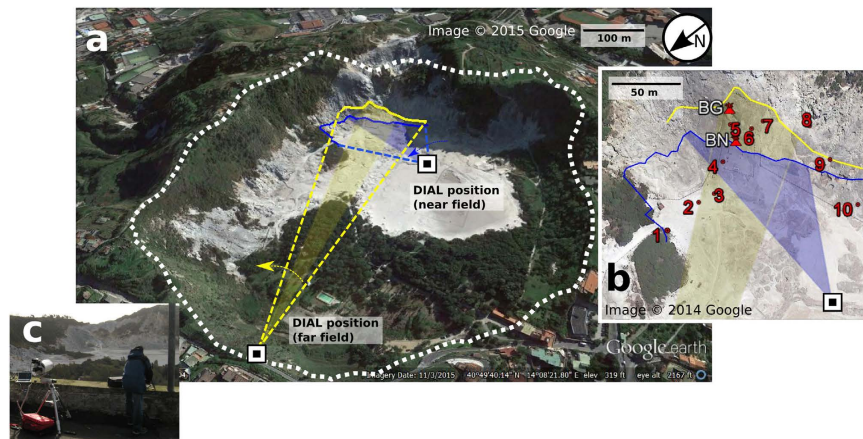 a
Image © 2015 Google
100 m
N
DIAL position
(near field)
DIAL position
(far field)
Google earth
Imagery Date: 11/3/2015 40°49'40.14" N 14°08'21.80" E elev 319 ft eye alt 2167 ft
50 m
BG
8
5
7
6
BN
4
9
3
2
10
1
b
Image © 2014 Google
c